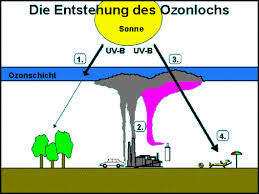 Die Entstehung des Ozonlochs
Sonne
UV-B UV-B
1.
3.
Ozonschicht
2.
4.